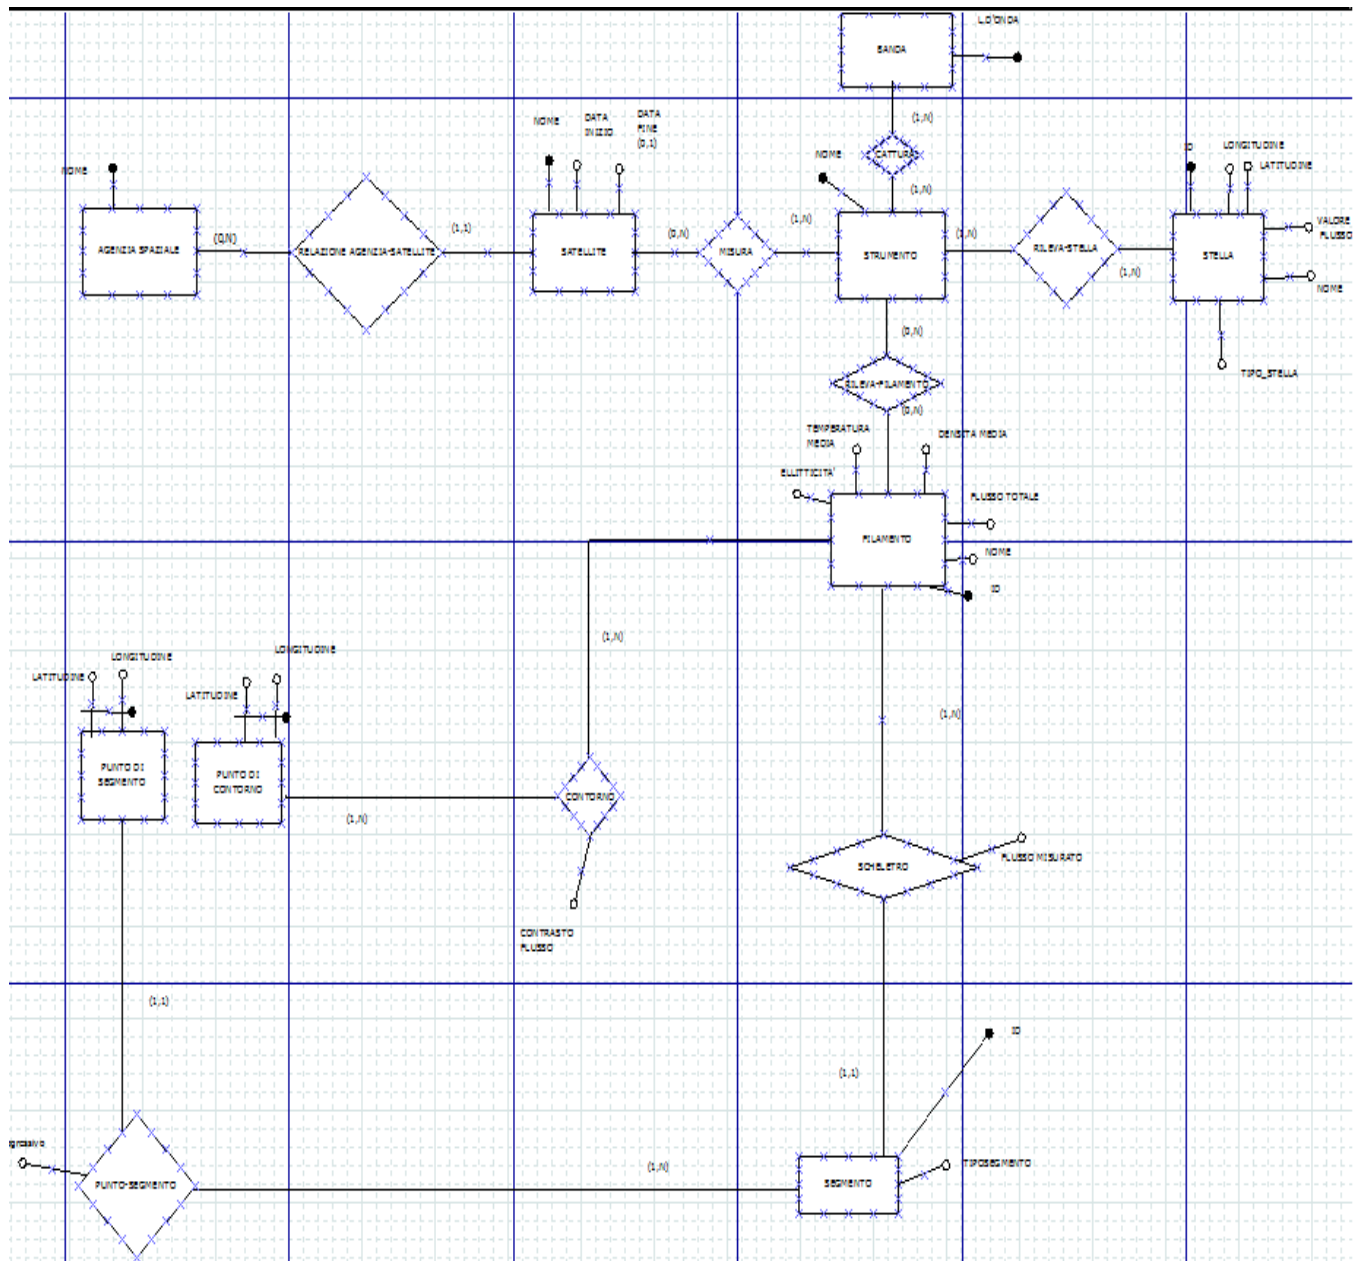 L.D'ONDA
BANDA
(1,N)
CATTURA
(1,N)
NOME
DATA
INIZIO
DATA
FINE
(0,1)
NOME
NOME
ID
LONGITUDINE
LATITUDINE
AGENZIA SPAZIALE
(0,N)
RELAZIONE AGENZIA-SATELLITE
(1,1)
SATELLITE
(0,N)
MISURA
(1,N)
STRUMENTO
(1,N)
RILEVA-STELLA
(1,N)
STELLA
VALORE
FLUSSO
NOME
TIPO_STELLA
(0,N)
RILEVA-FILAMENTO
(0,N)
TEMPERATURA
MEDIA
DENSITA MEDIA
ELLITTICITA'
FLUSSO TOTALE
FILAMENTO
NOME
ID
(1,N)
LATITUDINE
LONGITUDINE
LATITUDINE
LONGITUDINE
(1,N)
PUNTO DI
SEGMENTO
PUNTO DI
CONTORNO
(1,N)
CONTORNO
CONTRASTO
FLUSSO
SCHELETRO
FLUSSO MISURATO
(1,1)
(1,1)
ID
gressivo
PUNTO-SEGMENTO
(1,N)
SEGMENTO
TIPOSEGMENTO